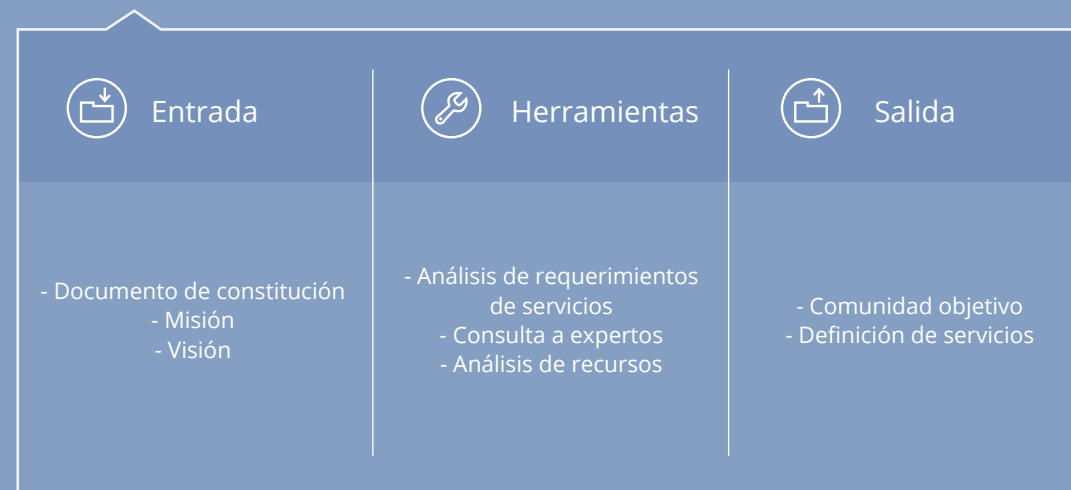 Entrada
Herramientas
Salida
- Documento de constitución
- Misión
- Visión
- Análisis de requerimientos
de servicios
- Consulta a expertos
- Análisis de recursos
- Comunidad objetivo
- Definición de servicios